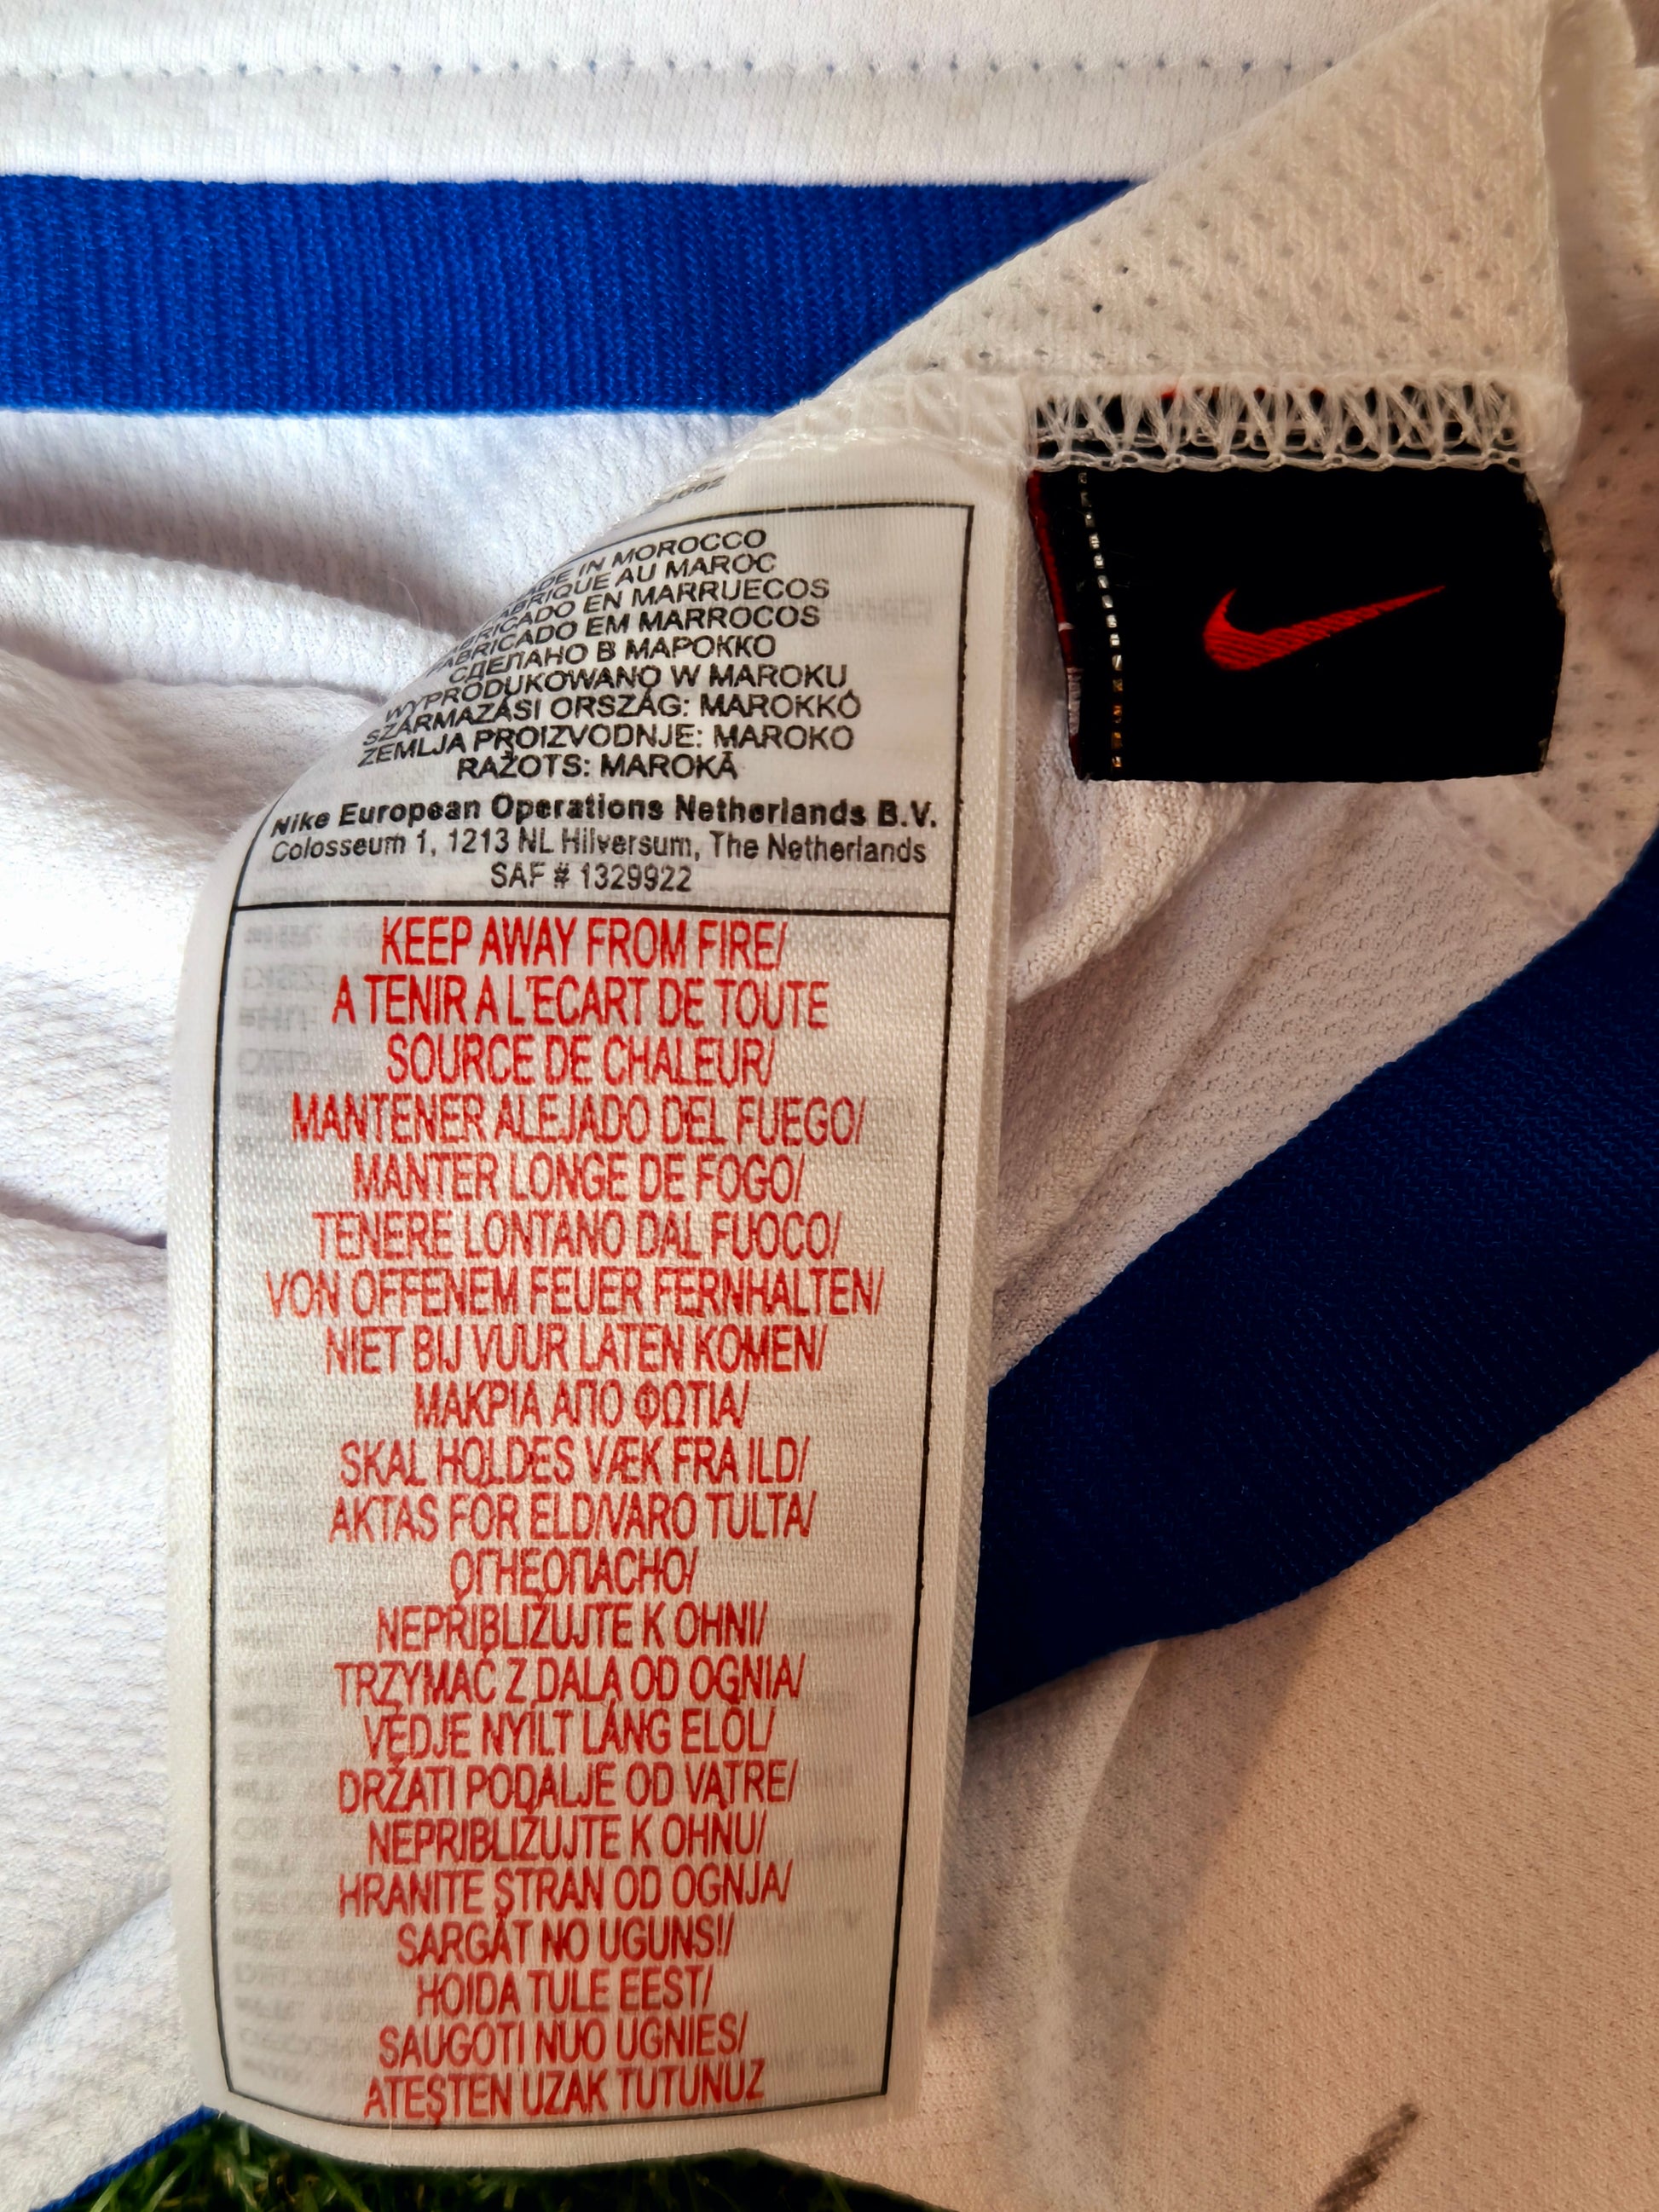 MADE IN MOROCCO
FABRIQUE AU MAROC
FABRICADO EN MARRUECOS
FABRICADO EM MARROCOS
СДЕЛАНО В МАРОККО
WYPRODUKOWANO W MAROKU
SZÁRMAZÁSI ORSZÁG: MAROKKÓ
ZEMLJA PROIZVODNJE: MAROKO
RAŽOTS: MAROKĀ
Nike European Operations Netherlands B.V.
Colosseum 1, 1213 NL Hilversum, The Netherlands
SAF # 1329922
KEEP AWAY FROM FIRE/
A TENIR A L'ECART DE TOUTE
SOURCE DE CHALEUR/
MANTENER ALEJADO DEL FUEGO/
MANTER LONGE DE FOGO/
TENERE LONTANO DAL FUOCO/
VON OFFENEM FEUER FERNHALTEN/
NIET BIJ VUUR LATEN KOMEN/
ΜΑΚΡΙΑ ΑΠΟ ΦΩΤΙΑ/
SKAL HOLDES VÆK FRA ILD/
AKTAS FOR ELD/VARO TULTA/
ОГНЕОПАСНО/
NEPŘIBLIŽUJTE K OHNI/
TRZYMAĆ Z DALA OD OGNIA/
VÉDJE NYÍLT LÁNG ELÖL/
DRŽATI PODALJE OD VATRE/
NEPRIBLIŽUJTE K OHŇU/
HRANITE STRAN OD OGNJA/
SARGĀT NO UGUNS!/
HOIDA TULE EEST/
SAUGOTI NUO UGNIES/
ATEŞTEN UZAK TUTUNUZ